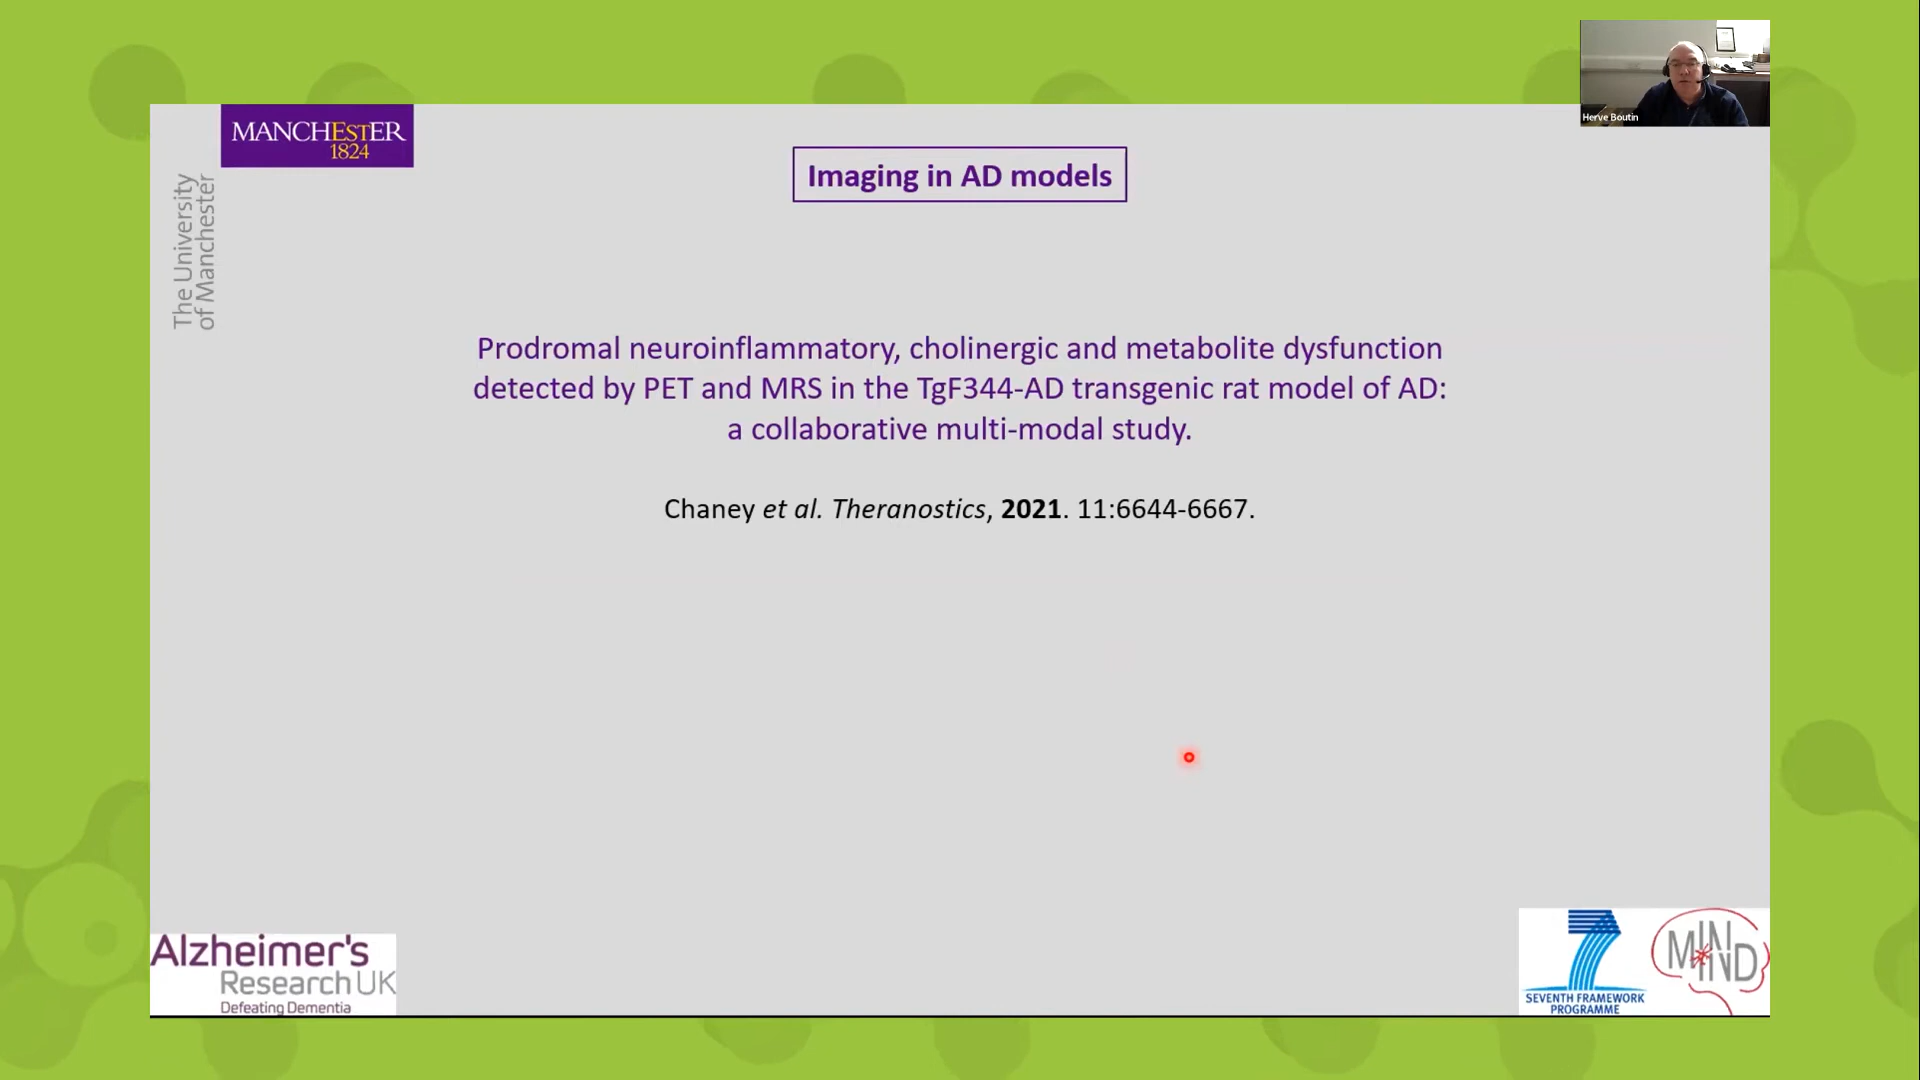 Herve Boutin
MANCHESTER
1824
The University
of Manchester
Imaging in AD models
Prodromal neuroinflammatory, cholinergic and metabolite dysfunction
detected by PET and MRS in the TgF344-AD transgenic rat model of AD:
a collaborative multi-modal study.
Chaney et al. Theranostics, 2021. 11:6644-6667.
Alzheimer's
Research UK
Defeating Dementia
7
SEVENTH FRAMEWORK
PROGRAMME
MIND